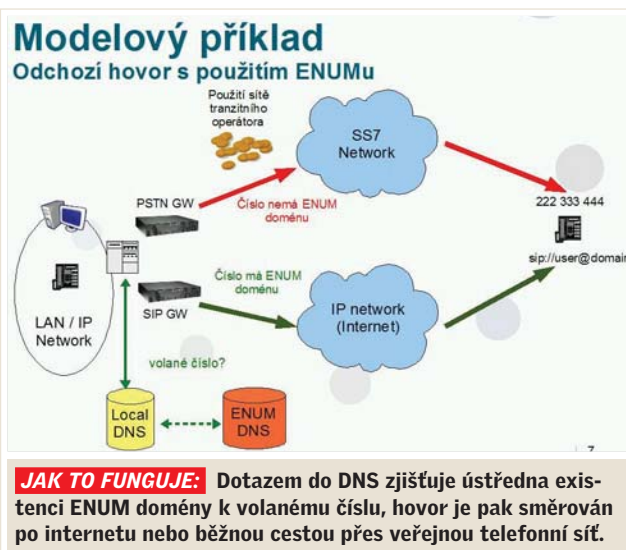 Modelový příklad
Odchozí hovor s použitím ENUMu
Použití sítě
tranzitního
operátora
SS7
Network
PSTN GW
Číslo nemá ENUM
doménu
222 333 444
sip://user@domain
Číslo má ENUM
doménu
LAN / IP
Network
SIP GW
IP network
(Internet)
volané číslo?
Local
DNS
ENUM
DNS
7
JAK TO FUNGUJE: Dotazem do DNS zjišťuje ústředna exis-
tenci ENUM domény k volanému číslu, hovor je pak směrován
po internetu nebo běžnou cestou přes veřejnou telefonní síť.